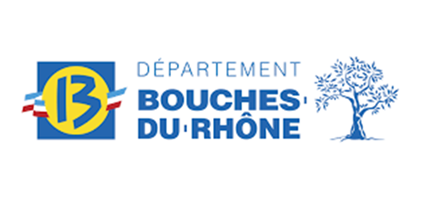 13
DÉPARTEMENT
BOUCHES-
DU-RHÔNE